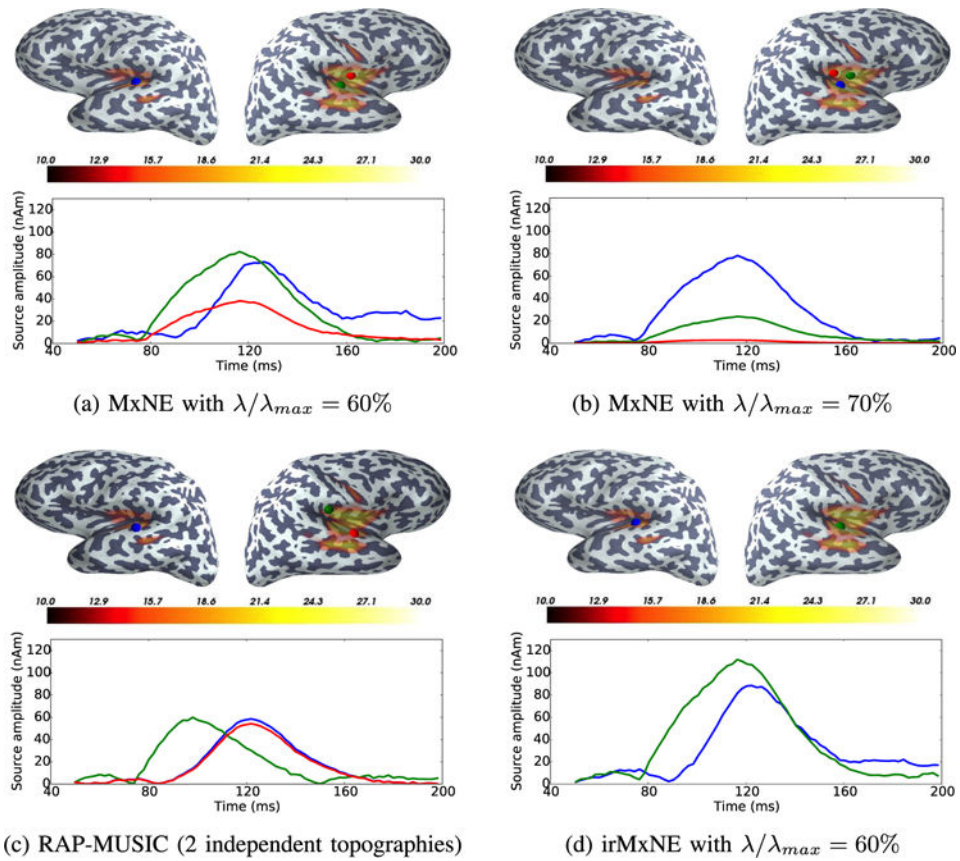 10.0 12.9 15.7 18.6 21.4 24.3 27.1 30.0
10.0 12.9 15.7 18.6 21.4 24.3 27.1 30.0
Source amplitude (nAm)
120
100
80
60
40
20
0
40 80 120 160 200
Time (ms)
Source amplitude (nAm)
120
100
80
60
40
20
0
40 80 120 160 200
Time (ms)
(a) MxNE with λ/λmax = 60%
(b) MxNE with λ/λmax = 70%
10.0 12.9 15.7 18.6 21.4 24.3 27.1 30.0
10.0 12.9 15.7 18.6 21.4 24.3 27.1 30.0
Source amplitude (nAm)
120
100
80
60
40
20
0
40 80 120 160 200
Time (ms)
Source amplitude (nAm)
120
100
80
60
40
20
0
40 80 120 160 200
Time (ms)
(c) RAP-MUSIC (2 independent topographies)
(d) irMxNE with λ/λmax = 60%